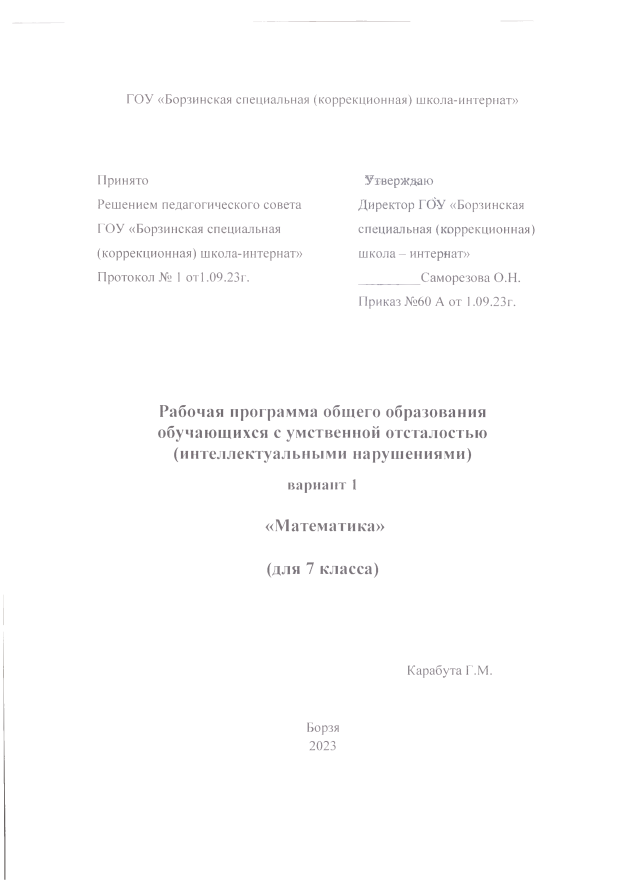 ГОУ «Борзинская специальная (коррекционная) школа-интернат»
Принято
Решением педагогического совета
ГОУ «Борзинская специальная
(коррекционная) школа-интернат»
Протокол № 1 от1.09.23г.
Утверждаю
Директор ГОУ «Борзинская
специальная (коррекционная)
школа – интернат»
_________Саморезова О.Н.
Приказ №60 А от 1.09.23г.
Рабочая программа общего образования
обучающихся с умственной отсталостью
(интеллектуальными нарушениями)
вариант 1
«Математика»
(для 7 класса)
Карабута Г.М.
Борзя
2023